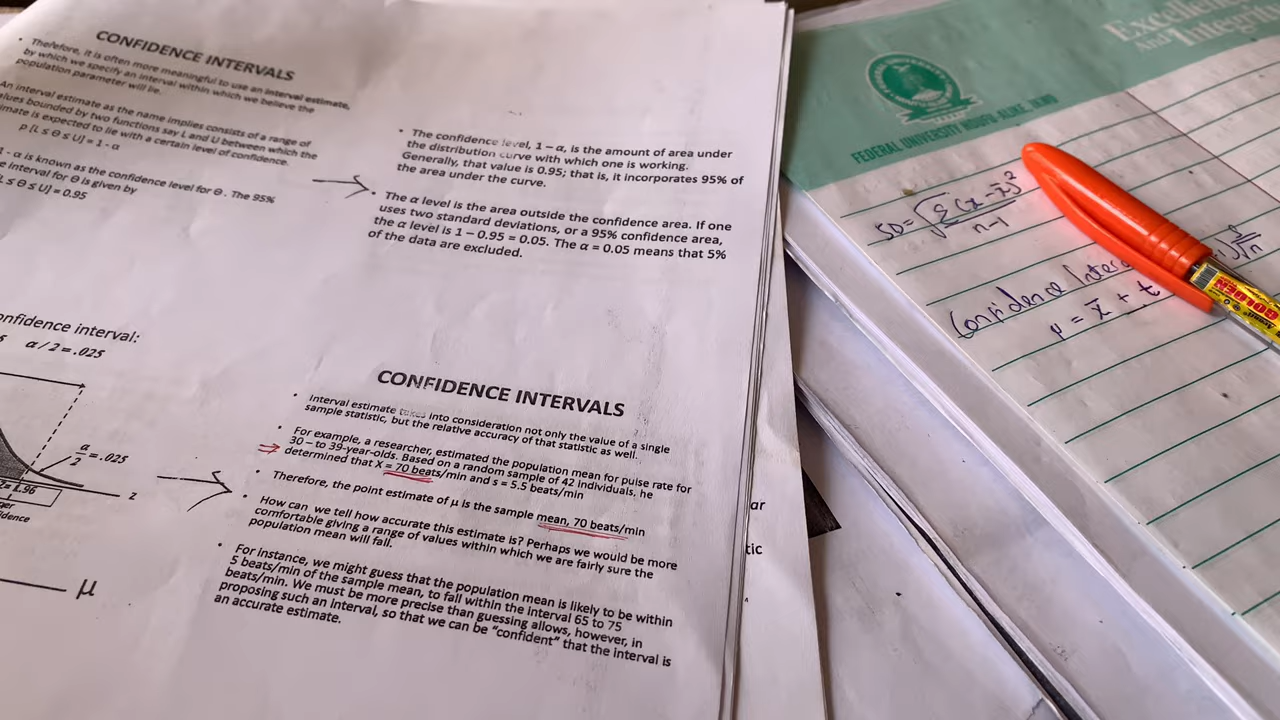 CONFIDENCE INTERVALS
• Therefore, it is often more meaningful to use an interval estimate,
by which we specify an interval within which we believe the
population parameter will lie.
An interval estimate as the name implies consists of a range of
values bounded by two functions say L and U between which the
imate is expected to lie with a certain level of confidence.
p [L ≤ Θ ≤ U] = 1 - α
1 - α is known as the confidence level for Θ. The 95%
e interval for Θ is given by
[L ≤ Θ ≤ U] = 0.95
• The confidence level, 1 – α, is the amount of area under
the distribution curve with which one is working.
Generally, that value is 0.95; that is, it incorporates 95% of
the area under the curve.
• The α level is the area outside the confidence area. If one
uses two standard deviations, or a 95% confidence area,
the α level is 1 – 0.95 = 0.05. The α = 0.05 means that 5%
of the data are excluded.
onfidence interval:
5 α / 2 = .025
α/2 = .025
z = 1.96
z
fidence
μ
CONFIDENCE INTERVALS
• Interval estimate takes into consideration not only the value of a single
sample statistic, but the relative accuracy of that statistic as well.
• For example, a researcher, estimated the population mean for pulse rate for
30 – to 39-year-olds. Based on a random sample of 42 individuals, he
determined that X = 70 beats/min and s = 5.5 beats/min
• Therefore, the point estimate of μ is the sample mean, 70 beats/min
• How can we tell how accurate this estimate is? Perhaps we would be more
comfortable giving a range of values within which we are fairly sure the
population mean will fall.
• For instance, we might guess that the population mean is likely to be within
5 beats/min of the sample mean, to fall within the interval 65 to 75
beats/min. We must be more precise than guessing allows, however, in
proposing such an interval, so that we can be "confident" that the interval is
an accurate estimate.
ar
tic
Excellence
And Integrity
FEDERAL UNIVERSITY NDUFU ALIKE, IKWO
SD = √Σ(x - x̄)²/n-1
Confidence Interv
μ = x̄ + t
√n
GOLDEN